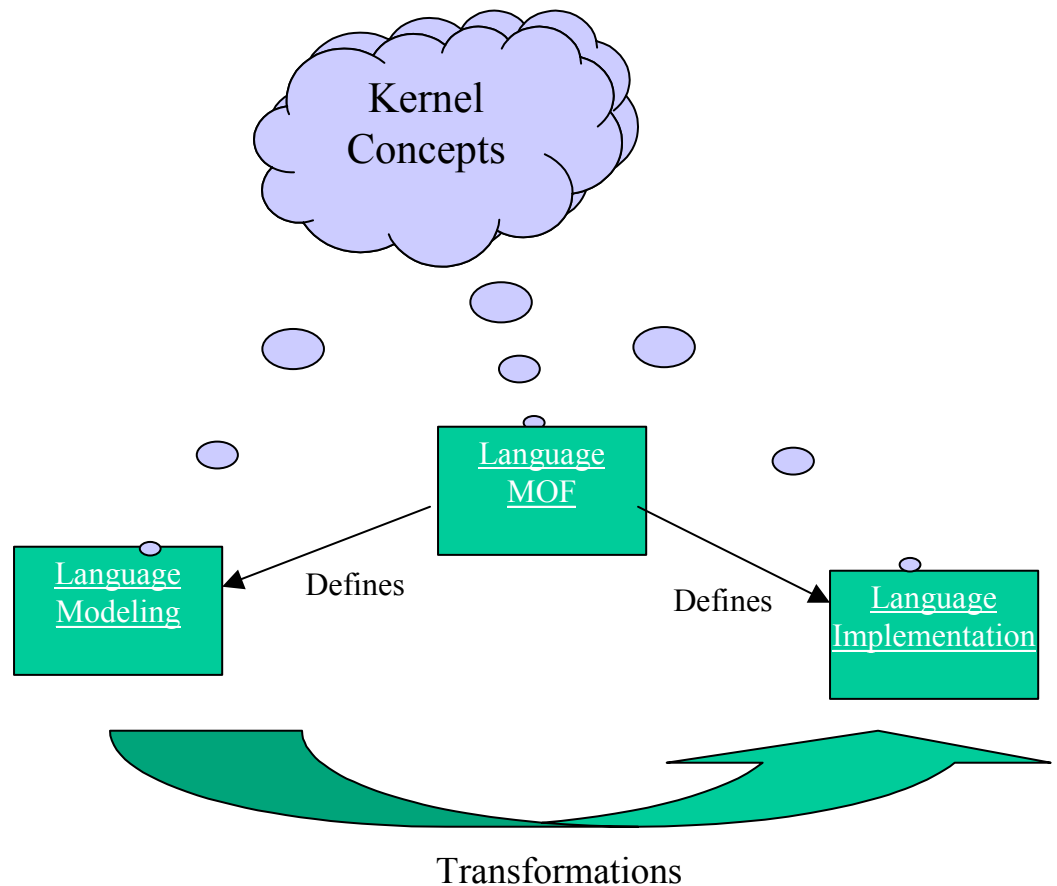 Kernel
Concepts
Language
MOF
Language
Modeling
Defines
Defines
Language
Implementation
Transformations